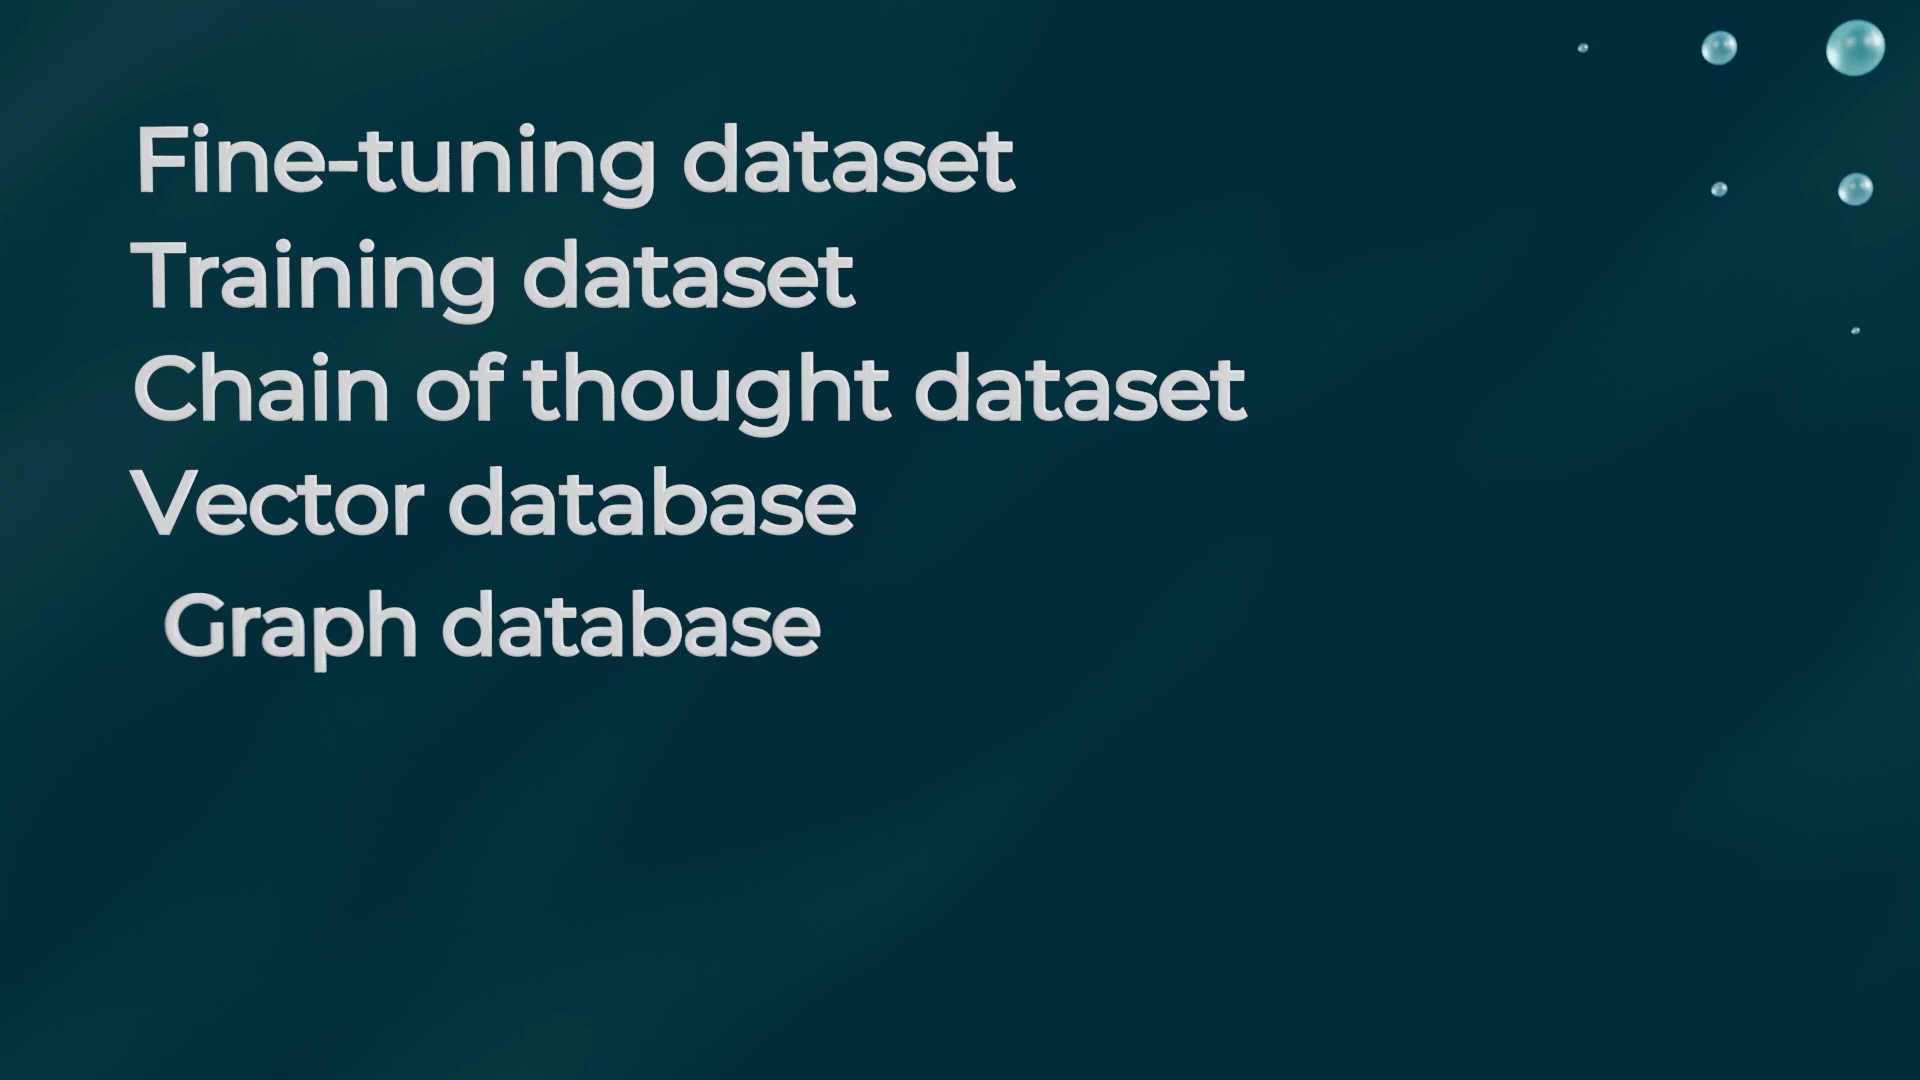 Fine-tuning dataset
Training dataset
Chain of thought dataset
Vector database
Graph database